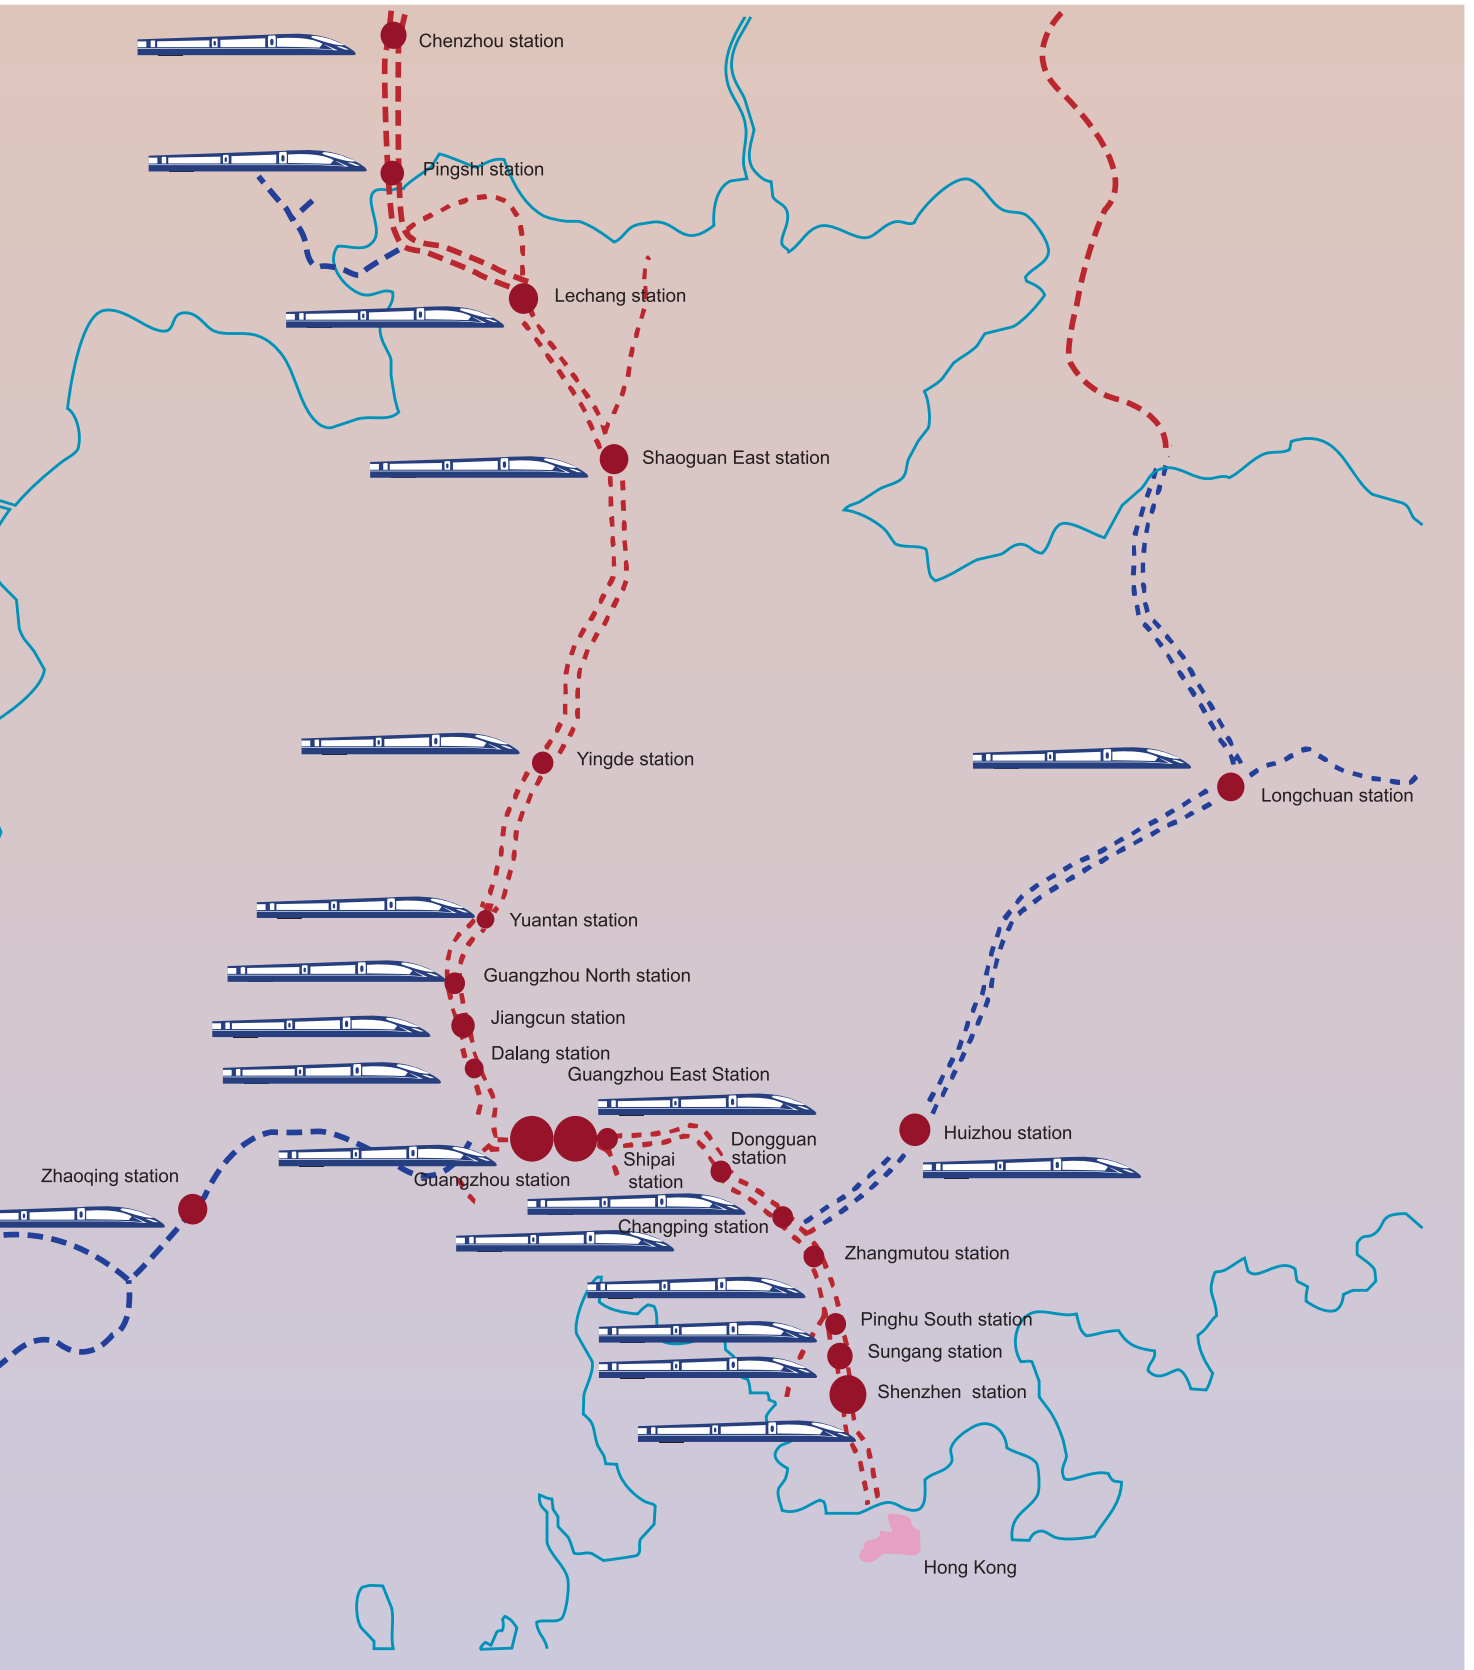 Chenzhou station
Pingshi station
Lechang station
Shaoguan East station
Yingde station
Longchuan station
Yuantan station
Guangzhou North station
Jiangcun station
Dalang station
Guangzhou East Station
Dongguan
station
Huizhou station
Shipai
station
Zhaoqing station
Guangzhou station
Changping station
Zhangmutou station
Pinghu South station
Sungang station
Shenzhen  station
Hong Kong